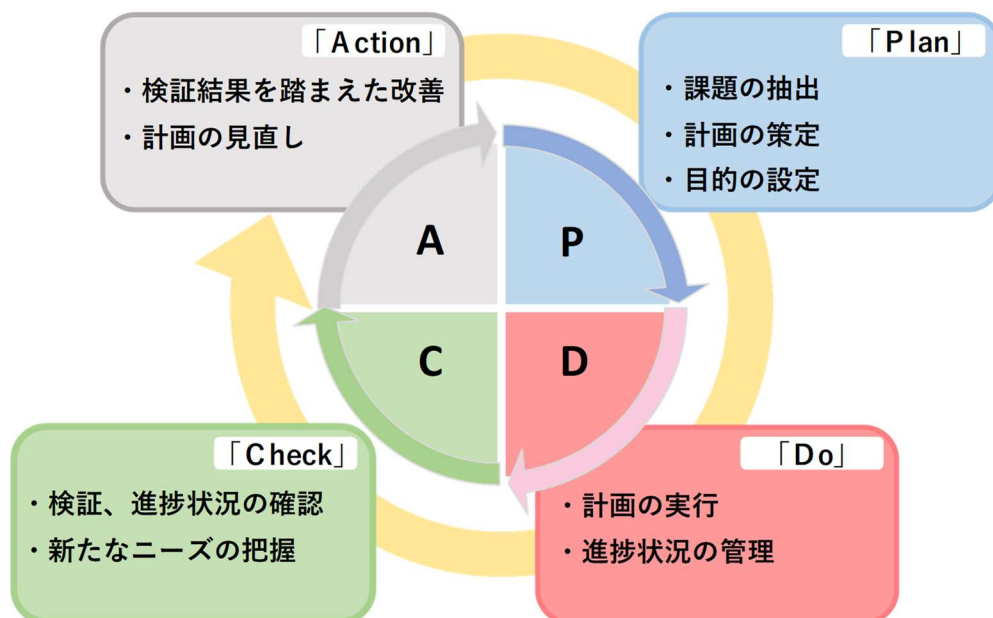 「Action」
・検証結果を踏まえた改善
・計画の見直し
「Plan」
・課題の抽出
・計画の策定
・目的の設定
A
P
C
D
「Check」
・検証、進捗状況の確認
・新たなニーズの把握
「Do」
・計画の実行
・進捗状況の管理